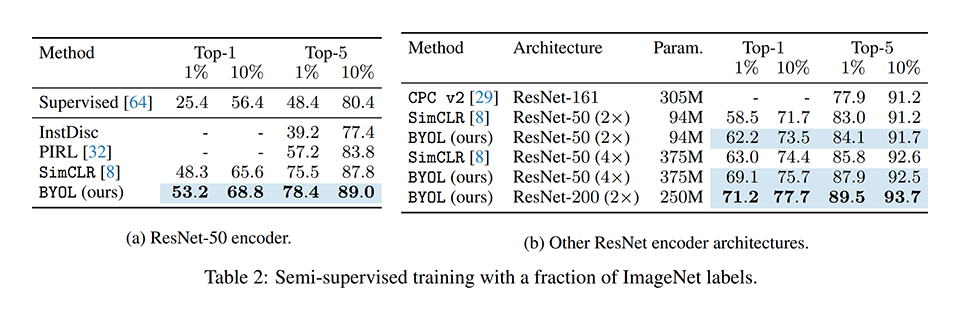 Method Top-1 Top-5
1% 10% 1% 10%
Supervised [64] 25.4 56.4 48.4 80.4
InstDisc - - 39.2 77.4
PIRL [32] - - 57.2 83.8
SimCLR [8] 48.3 65.6 75.5 87.8
BYOL (ours) 53.2 68.8 78.4 89.0
(a) ResNet-50 encoder.
Method Architecture Param. Top-1 Top-5
1% 10% 1% 10%
CPC v2 [29] ResNet-161 305M - - 77.9 91.2
SimCLR [8] ResNet-50 (2×) 94M 58.5 71.7 83.0 91.2
BYOL (ours) ResNet-50 (2×) 94M 62.2 73.5 84.1 91.7
SimCLR [8] ResNet-50 (4×) 375M 63.0 74.4 85.8 92.6
BYOL (ours) ResNet-50 (4×) 375M 69.1 75.7 87.9 92.5
BYOL (ours) ResNet-200 (2×) 250M 71.2 77.7 89.5 93.7
(b) Other ResNet encoder architectures.
Table 2: Semi-supervised training with a fraction of ImageNet labels.